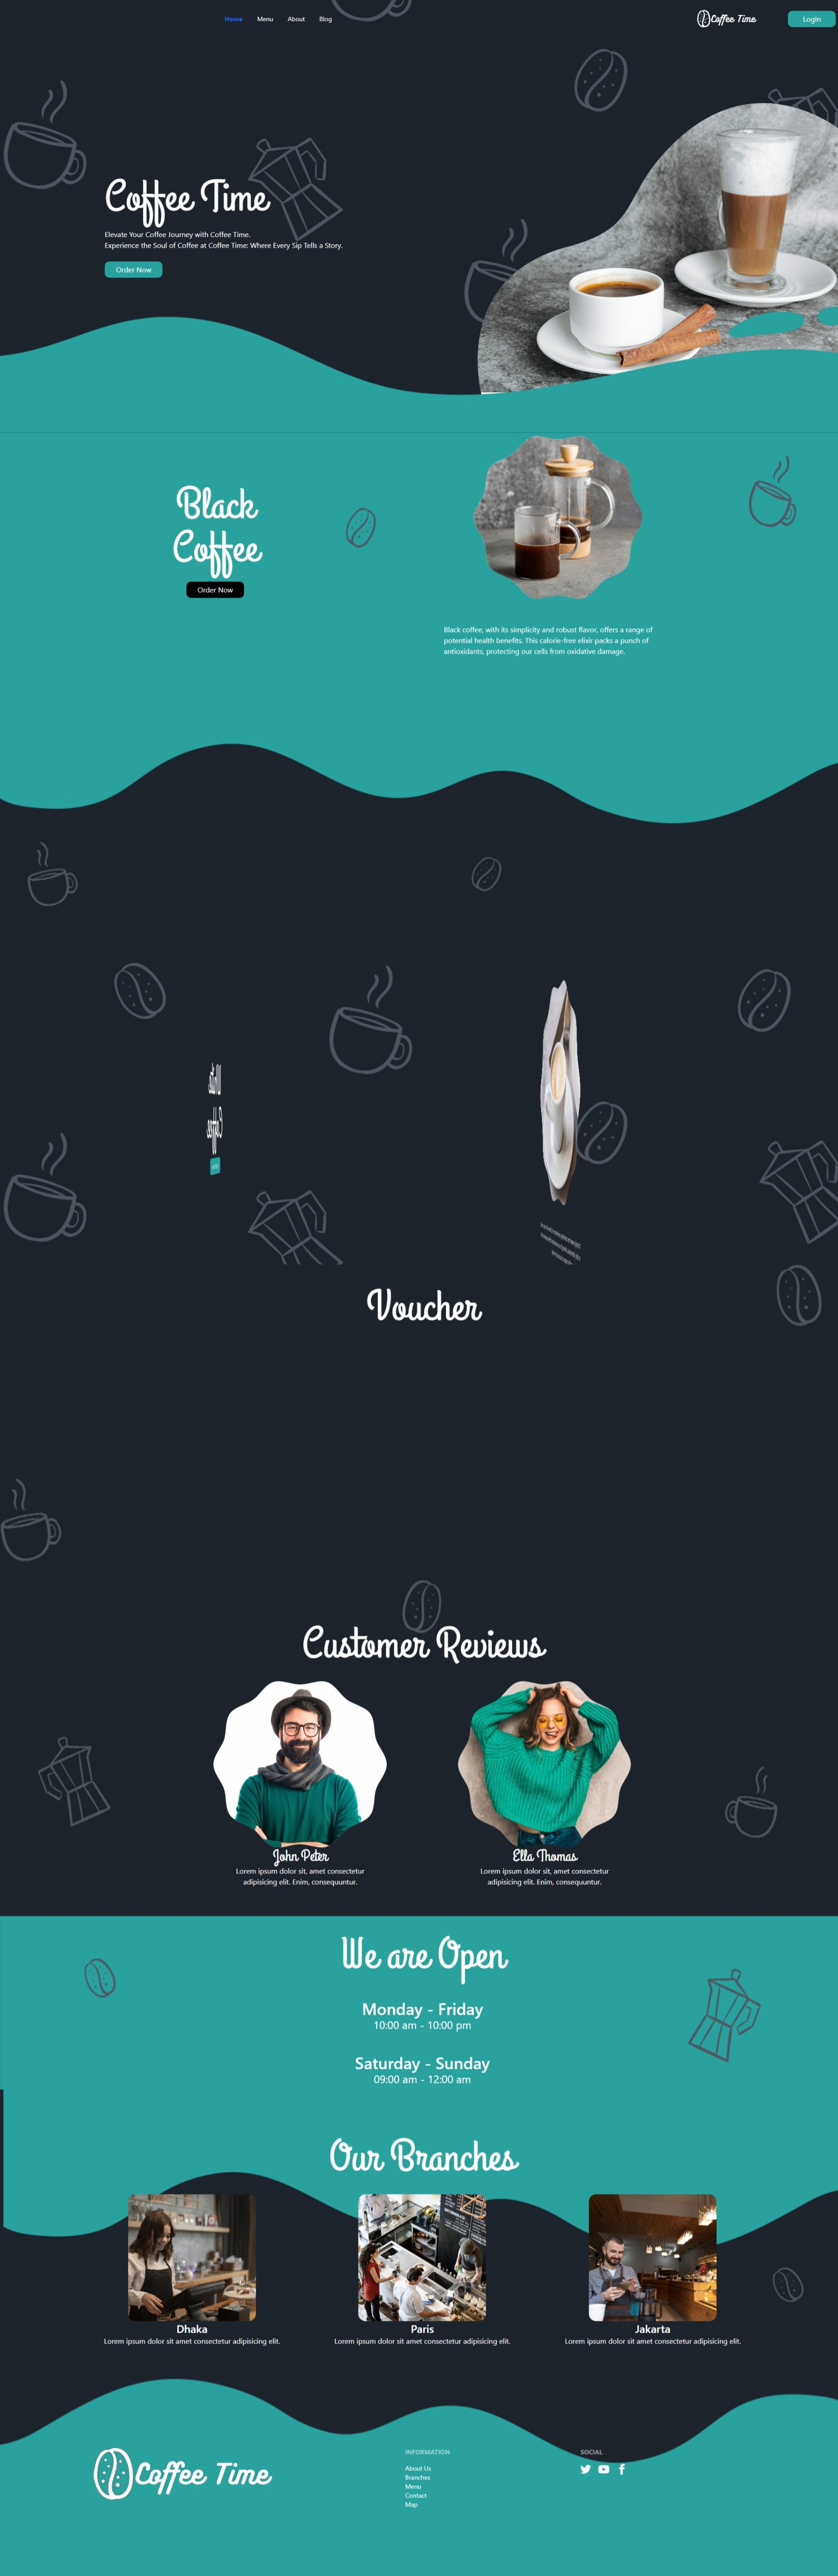 Home Menu About Blog
Coffee Time
Login
Coffee Time
Elevate Your Coffee Journey with Coffee Time.
Experience the Soul of Coffee at Coffee Time: Where Every Sip Tells a Story.
Order Now
Black
Coffee
Order Now
Black coffee, with its simplicity and robust flavor, offers a range of
potential health benefits. This calorie-free elixir packs a punch of
antioxidants, protecting our cells from oxidative damage.
Coffee
Voucher
Customer Reviews
John Peter
Lorem ipsum dolor sit, amet consectetur
adipisicing elit. Enim, consequuntur.
Ella Thomas
Lorem ipsum dolor sit, amet consectetur
adipisicing elit. Enim, consequuntur.
We are Open
Monday - Friday
10:00 am - 10:00 pm
Saturday - Sunday
09:00 am - 12:00 am
Our Branches
Dhaka
Lorem ipsum dolor sit amet consectetur adipisicing elit.
Paris
Lorem ipsum dolor sit amet consectetur adipisicing elit.
Jakarta
Lorem ipsum dolor sit amet consectetur adipisicing elit.
Coffee Time
INFORMATION
About Us
Branches
Menu
Contact
Map
SOCIAL